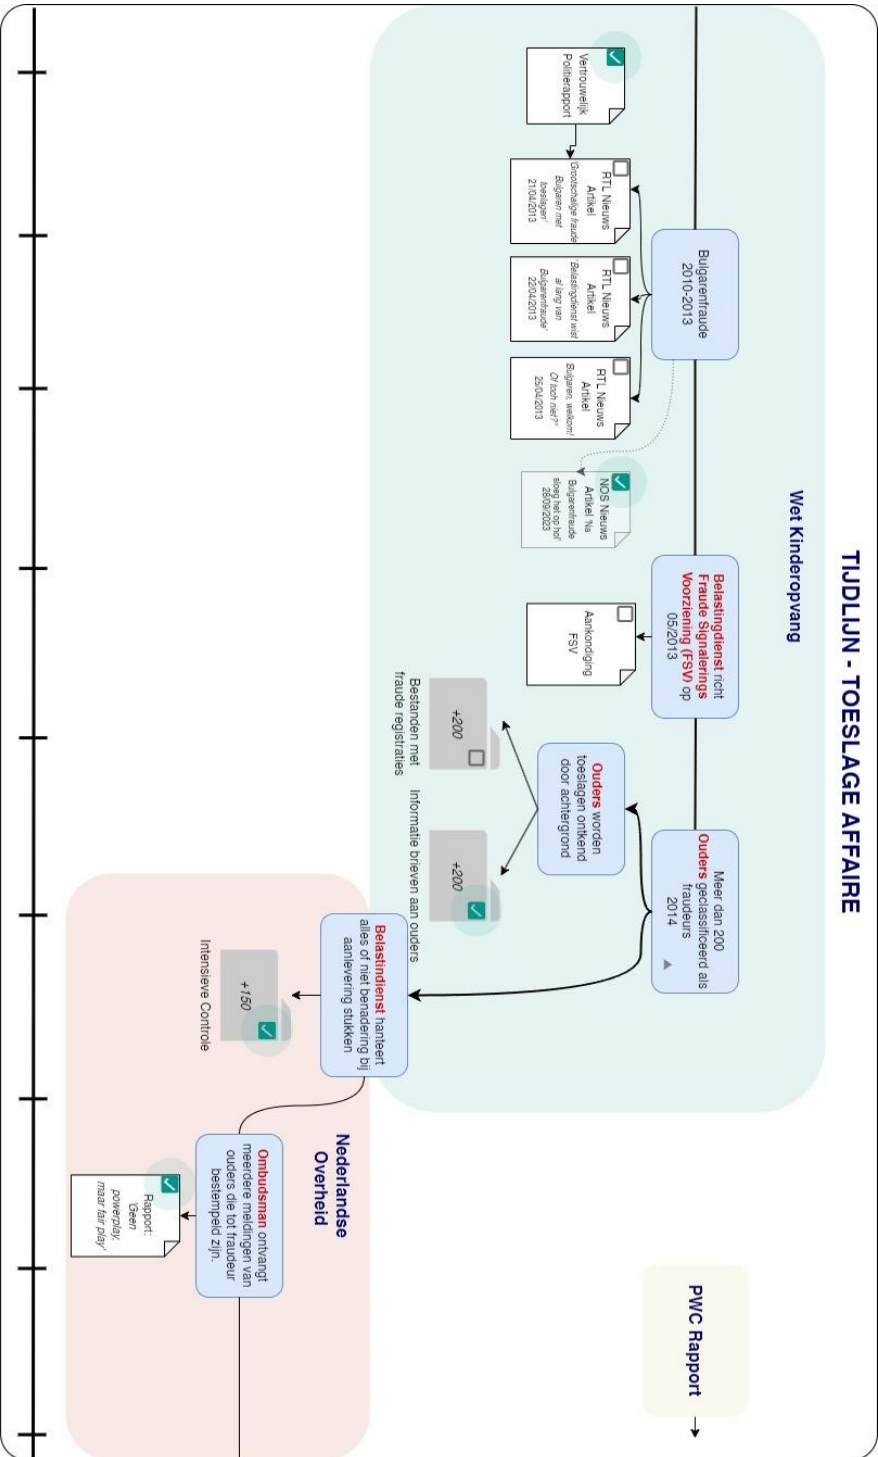 TIJDLIJN - TOESLAGE AFFAIRE
Wet Kinderopvang
Bulgarenfraude
2010-2013
Vertrouwelijk
Politierapport
RTL Nieuws
Artikel
'Grootschalige fraude
Bulgaren met
toeslagen'
21/04/2013
RTL Nieuws
Artikel
'Belastingdienst wist
al lang van
Bulgarenfraude'
22/04/2013
RTL Nieuws
Artikel
'Bulgaren, welkom!
Of toch niet?'"
25/04/2013
NOS Nieuws
Artikel 'Na
Bulgarenfraude
sloeg het op hol'
28/09/2023
Belastingdienst richt
Fraude Signalerings
Voorziening (FSV) op
05/2013
Aankondiging
FSV
Meer dan 200
Ouders geclassificeerd als
fraudeurs
2014
Ouders worden
toeslagen ontkend
door achtergrond
+200
Bestanden met
fraude registraties
+200
Informatie brieven aan ouders
Belastindienst hanteert
alles of niet benadering bij
aanlevering stukken
+150
Intensieve Controle
Nederlandse
Overheid
Ombudsman ontvangt
meerdere meldingen van
ouders die tot fraudeur
bestempeld zijn.
Rapport:
'Geen
powerplay,
maar fair play'
PWC Rapport